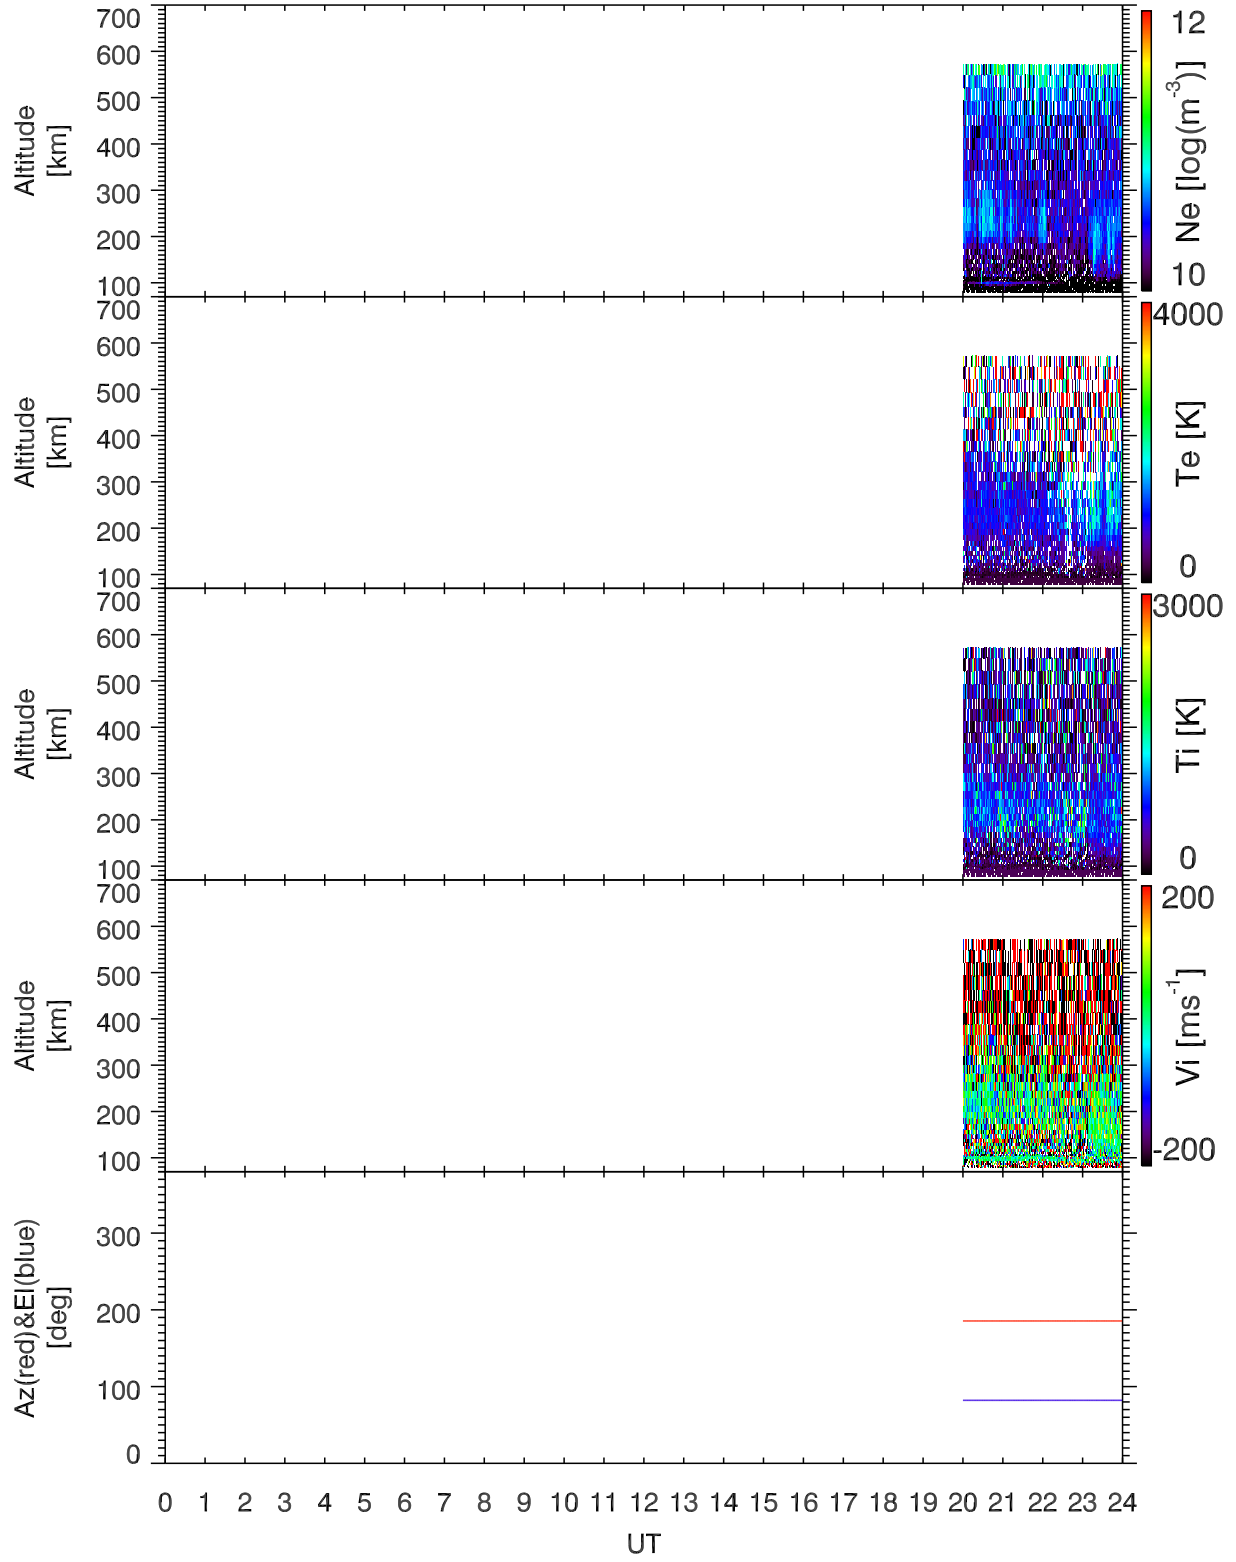 700
600
500
400
300
200
100
Altitude
[km]
12
10
Ne [log(m⁻³)]
700
600
500
400
300
200
100
Altitude
[km]
4000
0
Te [K]
700
600
500
400
300
200
100
Altitude
[km]
3000
0
Ti [K]
700
600
500
400
300
200
100
Altitude
[km]
200
-200
Vi [ms⁻¹]
300
200
100
0
Az(red)&El(blue)
[deg]
0 1 2 3 4 5 6 7 8 9 10 11 12 13 14 15 16 17 18 19 20 21 22 23 24
UT